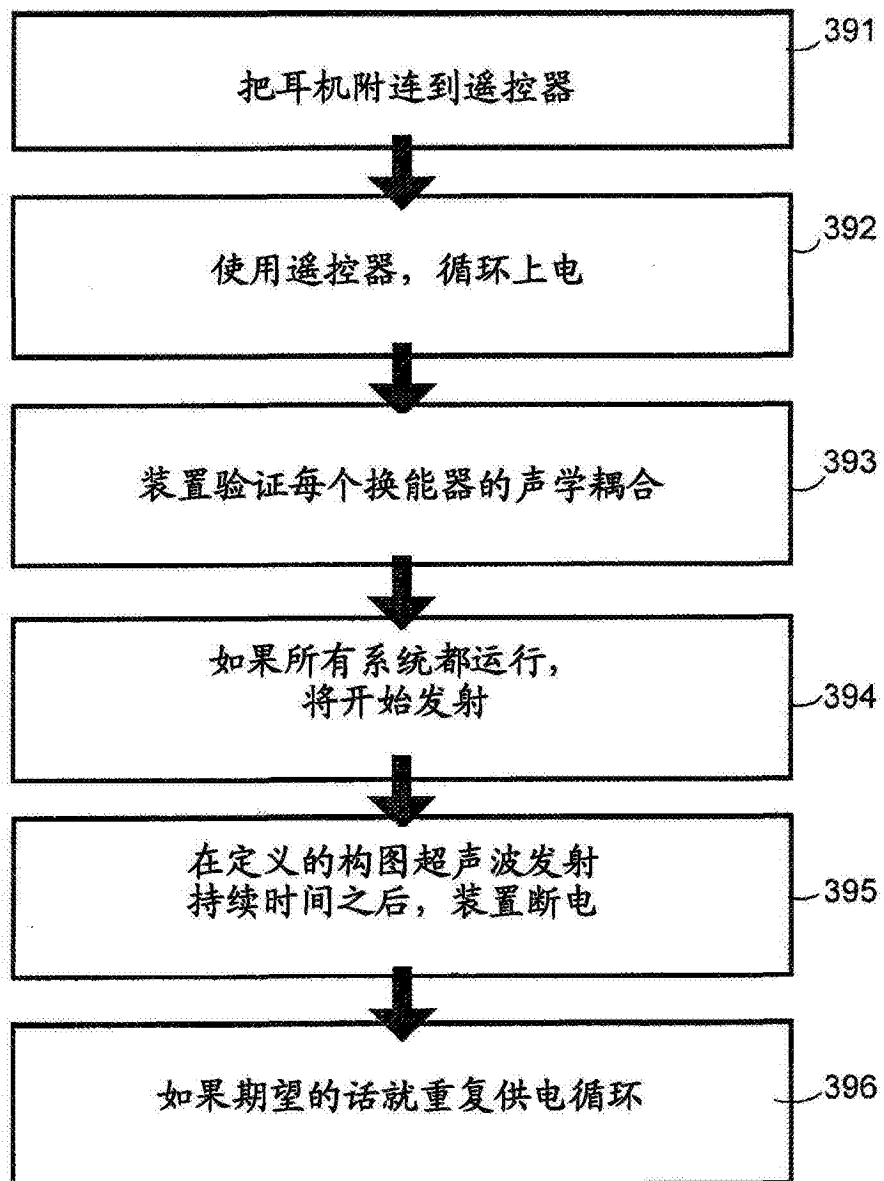 把耳机附连到遥控器
391
使用遥控器，循环上电
392
装置验证每个换能器的声学耦合
393
如果所有系统都运行，
将开始发射
394
在定义的构图超声波发射
持续时间之后，装置断电
395
如果期望的话就重复供电循环
396